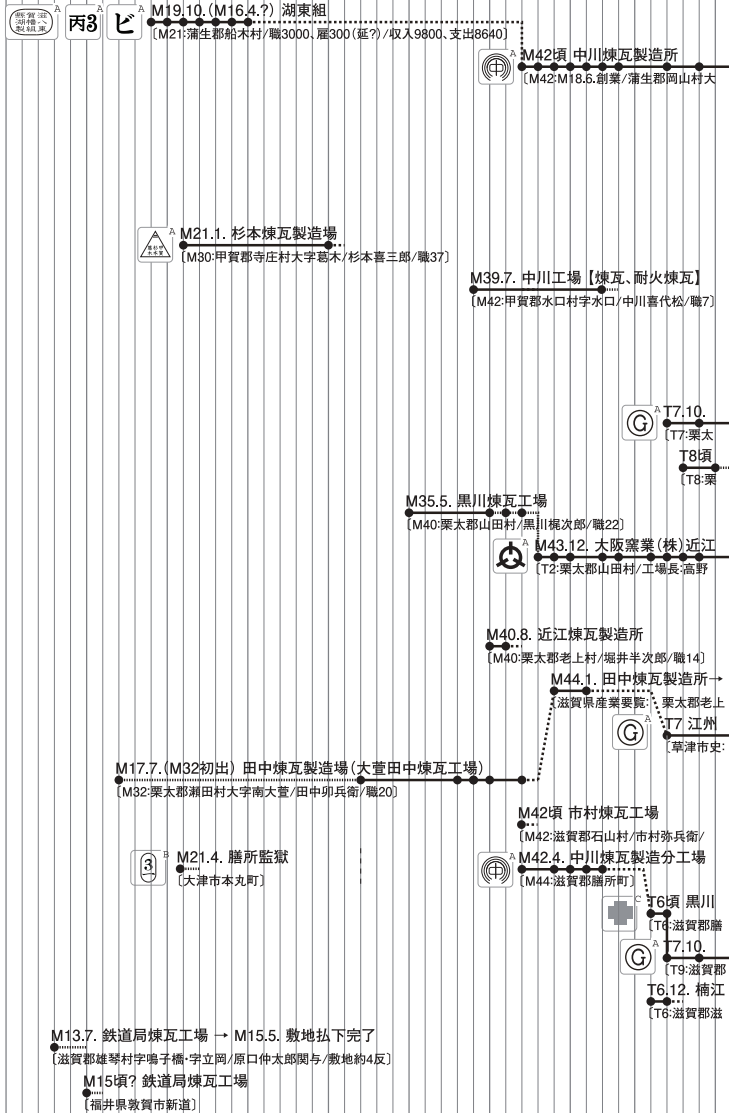 滋賀県八幡湖東組製
A
丙3
A
ビ
A
M19.10.(M16.4.?) 湖東組
〔M21:蒲生郡船木村/職3000、雇300(延?)/収入9800、支出8640〕
中
A
M42頃 中川煉瓦製造所
〔M42:M18.6.創業/蒲生郡岡山村大
A
M21.1. 杉本煉瓦製造場
〔M30:甲賀郡寺庄村大字葛木/杉本喜三郎/職37〕
M39.7. 中川工場【煉瓦、耐火煉瓦】
〔M42:甲賀郡水口村字水口/中川喜代松/職7〕
G
A
T7.10.
〔T7:栗太
T8頃
〔T8:栗
M35.5. 黒川煉瓦工場
〔M40:栗太郡山田村/黒川梶次郎/職22〕
A
M43.12. 大阪窯業(株)近江
〔T2:栗太郡山田村/工場長:高野
M40.8. 近江煉瓦製造所
〔M40:栗太郡老上村/堀井半次郎/職14〕
M44.1. 田中煉瓦製造所→
〔滋賀県産業要覧: 栗太郡老上
G
A
T7 江州
〔草津市史:
M17.7.(M32初出) 田中煉瓦製造場(大萱田中煉瓦工場)
〔M32:栗太郡瀬田村大字南大萱/田中卯兵衛/職20〕
M42頃 市村煉瓦工場
〔M42:滋賀郡石山村/市村弥兵衛/
3
B
M21.4. 膳所監獄
〔大津市本丸町〕
中
A
M42.4. 中川煉瓦製造分工場
〔M44:滋賀郡膳所町〕
C
T6頃 黒川
〔T6:滋賀郡膳
G
A
T7.10.
〔T9:滋賀郡
T6.12. 楠江
〔T6:滋賀郡滋
M13.7. 鉄道局煉瓦工場 → M15.5. 敷地払下完了
〔滋賀郡雄琴村字鳴子橋・字立岡/原口仲太郎関与/敷地約4反〕
M15頃? 鉄道局煉瓦工場
〔福井県敦賀市新道〕